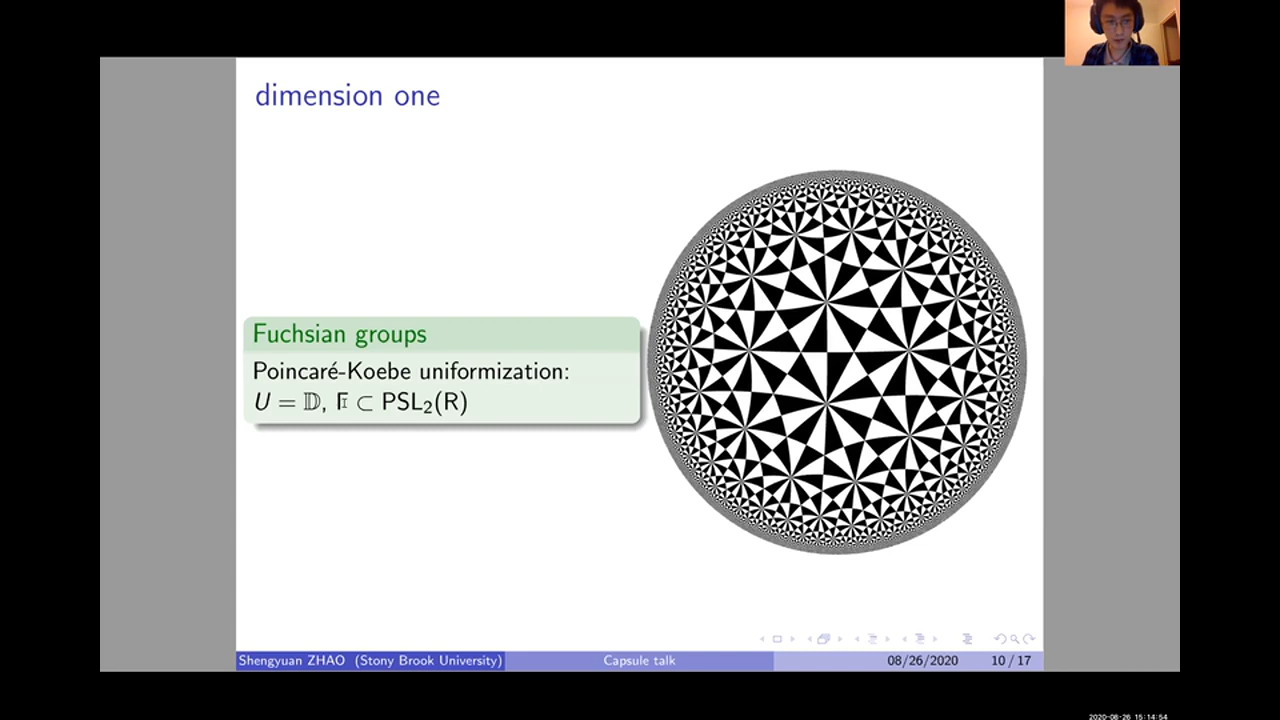 dimension one
Fuchsian groups
Poincaré-Koebe uniformization:
U = 𝔻, Γ ⊂ PSL₂(R)
Shengyuan ZHAO (Stony Brook University)
Capsule talk
08/26/2020
10 / 17
2020-08-26 15:14:54